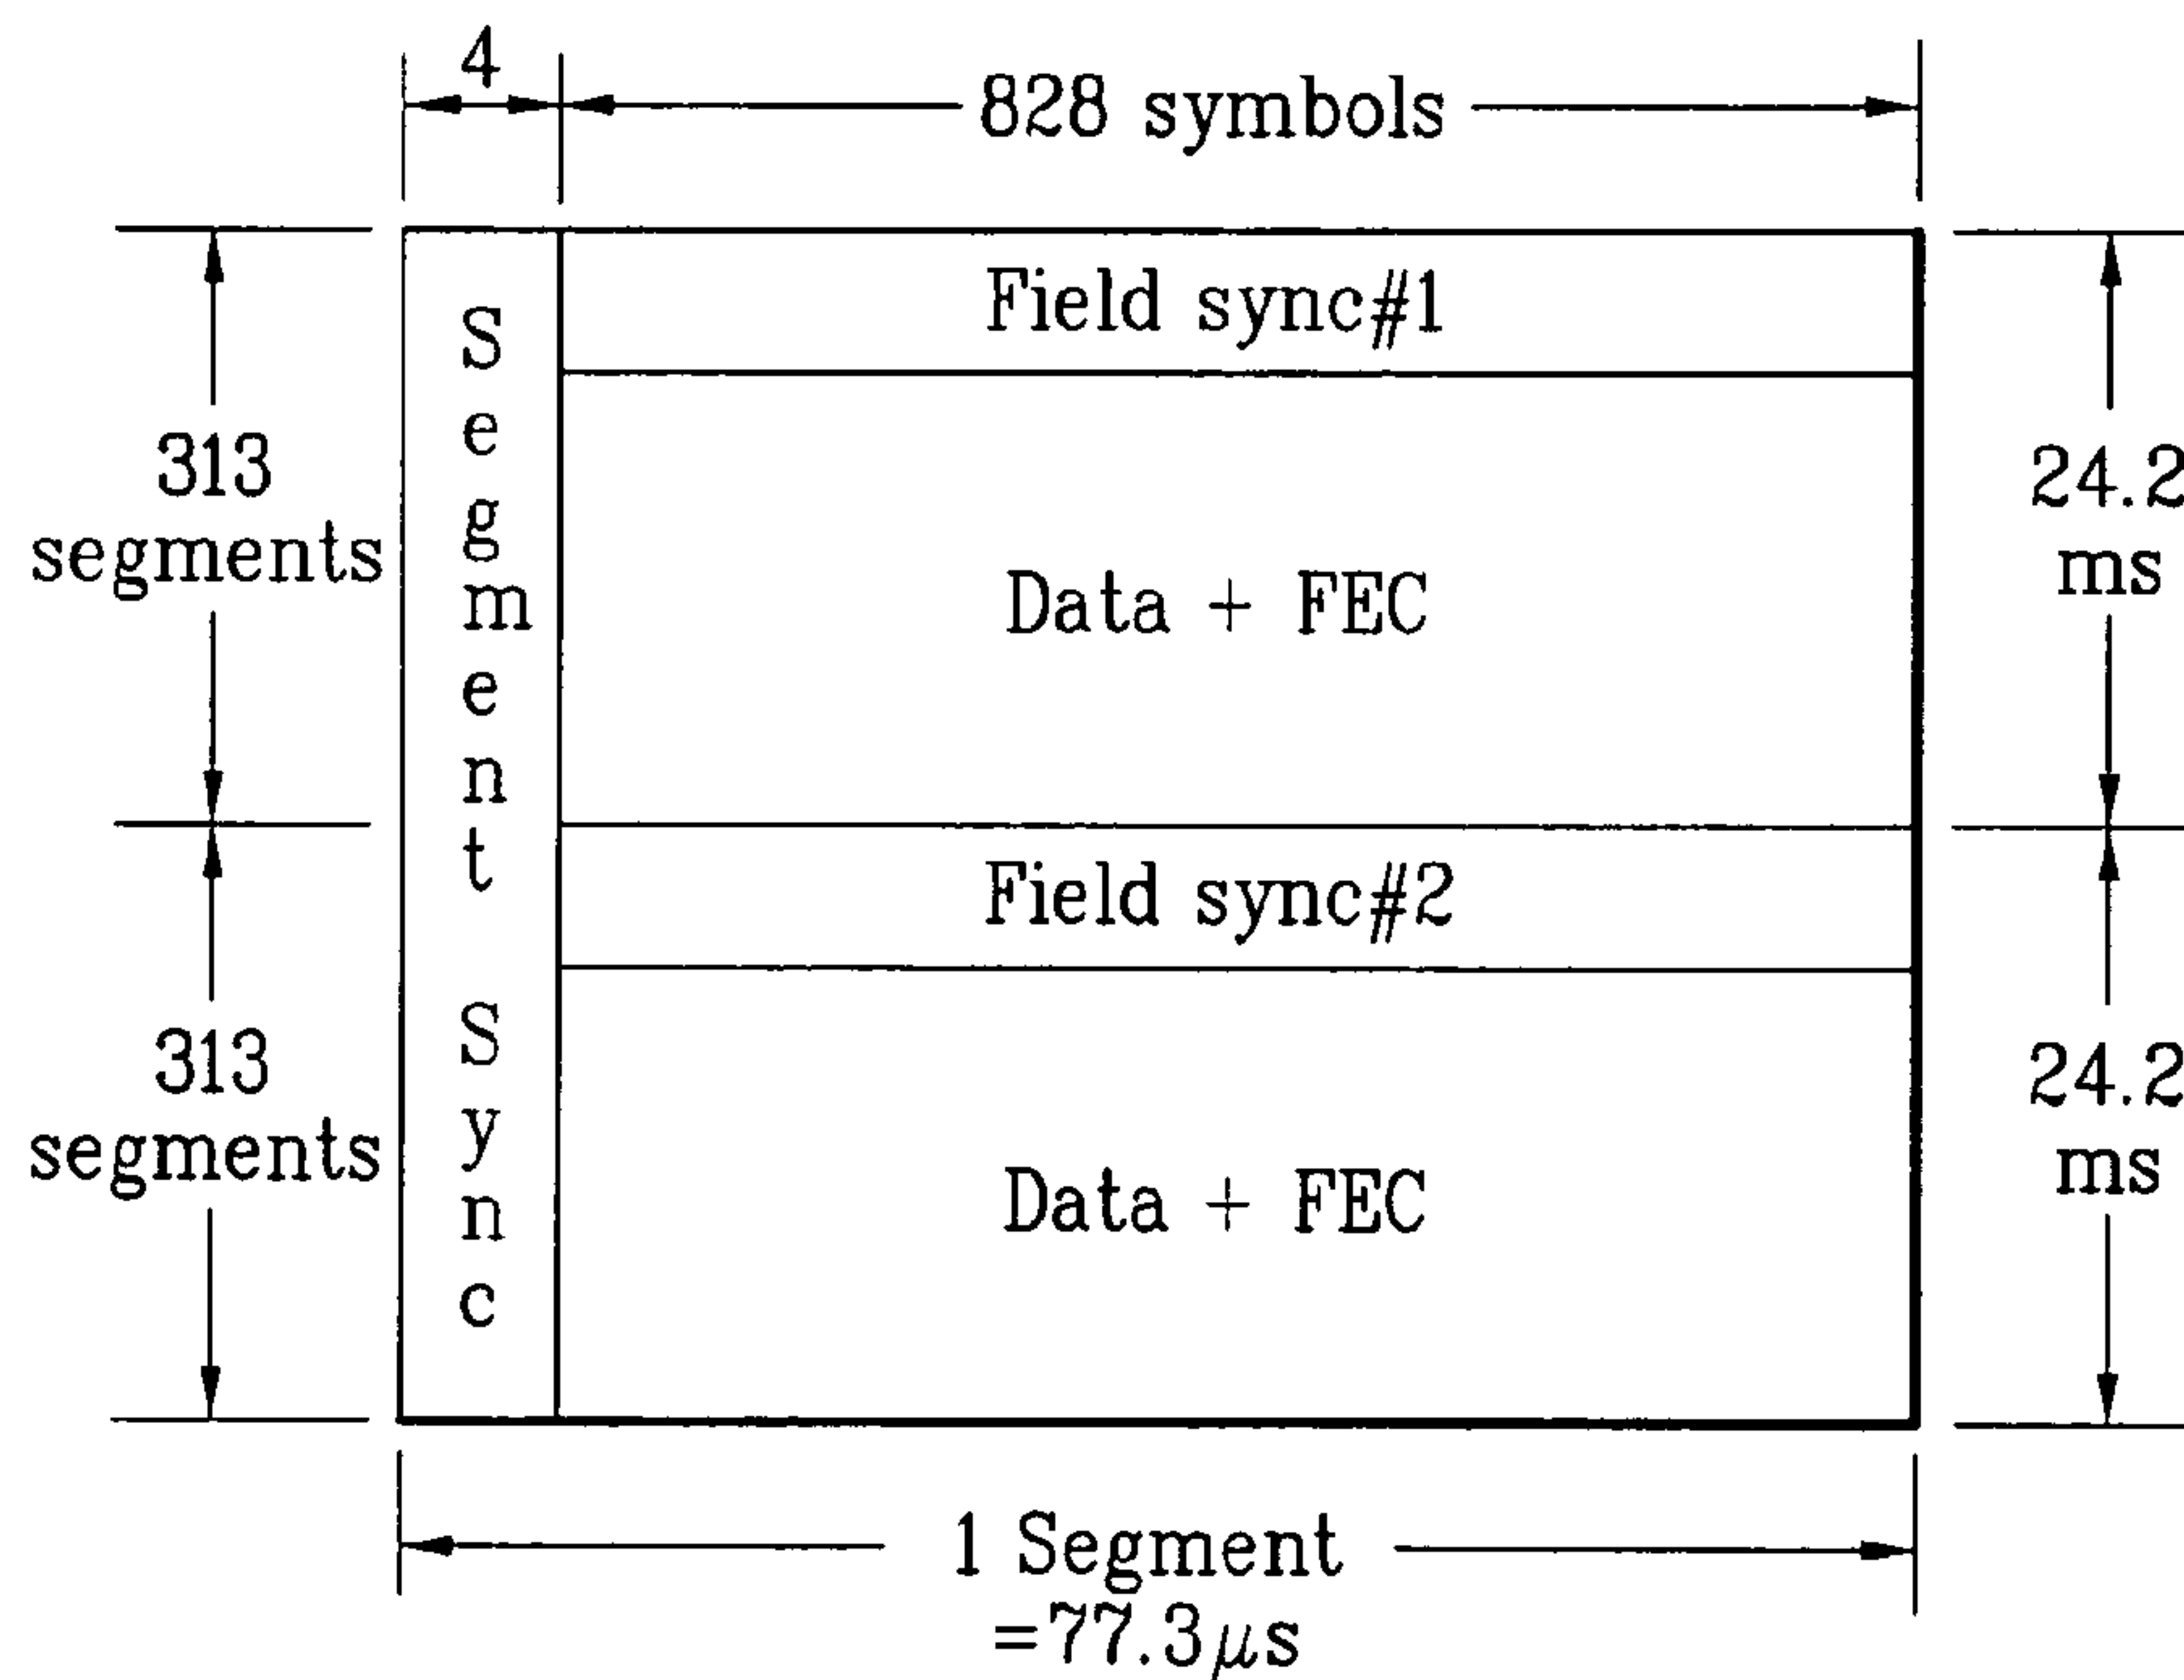 4
828 symbols
Field sync#1
313
segments
Segment Sync
Data + FEC
24.2
ms
Field sync#2
313
segments
Data + FEC
24.2
ms
1 Segment
=77.3μs